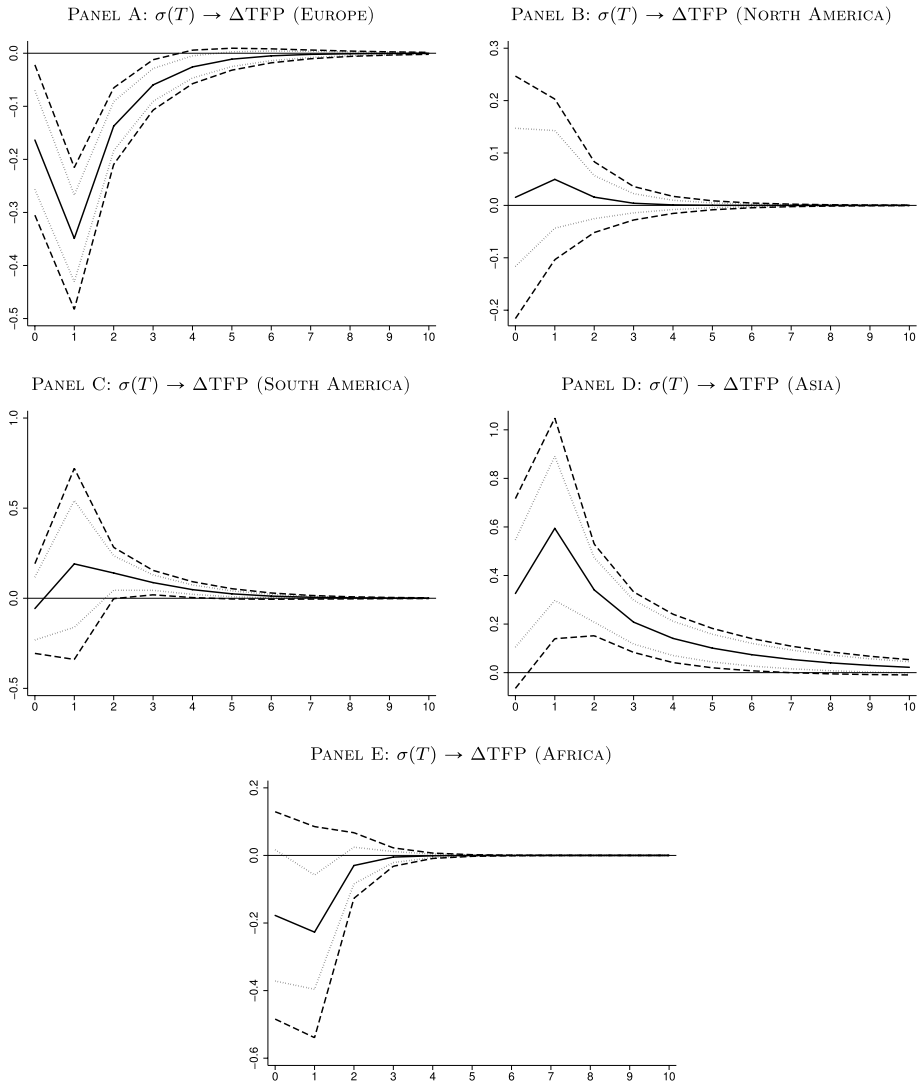 PANEL A: σ(T) → ΔTFP (EUROPE)
0.0
−0.1
−0.2
−0.3
−0.4
−0.5
0 1 2 3 4 5 6 7 8 9 10
PANEL B: σ(T) → ΔTFP (NORTH AMERICA)
0.3
0.2
0.1
0.0
−0.1
−0.2
0 1 2 3 4 5 6 7 8 9 10
PANEL C: σ(T) → ΔTFP (SOUTH AMERICA)
1.0
0.5
0.0
−0.5
0 1 2 3 4 5 6 7 8 9 10
PANEL D: σ(T) → ΔTFP (ASIA)
1.0
0.8
0.6
0.4
0.2
0.0
0 1 2 3 4 5 6 7 8 9 10
PANEL E: σ(T) → ΔTFP (AFRICA)
0.2
0.0
−0.2
−0.4
−0.6
0 1 2 3 4 5 6 7 8 9 10